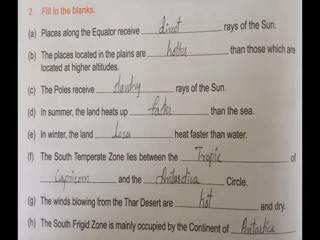 2. Fill in the blanks.
(a) Places along the Equator receive direct rays of the Sun.
(b) The places located in the plains are hotter than those which are
located at higher altitudes.
(c) The Poles receive slantry rays of the Sun.
(d) In summer, the land heats up faster than the sea.
(e) In winter, the land loses heat faster than water.
(f) The South Temperate Zone lies between the Tropic of
Capricorn and the Antarctica Circle.
(g) The winds blowing from the Thar Desert are hot and dry.
(h) The South Frigid Zone is mainly occupied by the Continent of Antartica